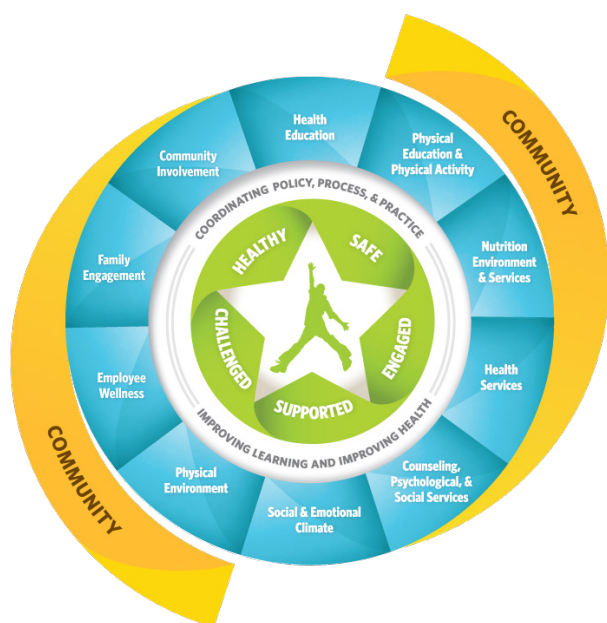 COMMUNITY
Health
Education
Physical
Education &
Physical Activity
Nutrition
Environment
& Services
Health
Services
Counseling,
Psychological, &
Social Services
Social & Emotional
Climate
Physical
Environment
Employee
Wellness
Family
Engagement
Community
Involvement
COORDINATING POLICY, PROCESS, & PRACTICE
IMPROVING LEARNING AND IMPROVING HEALTH
HEALTHY
SAFE
ENGAGED
SUPPORTED
CHALLENGED
COMMUNITY